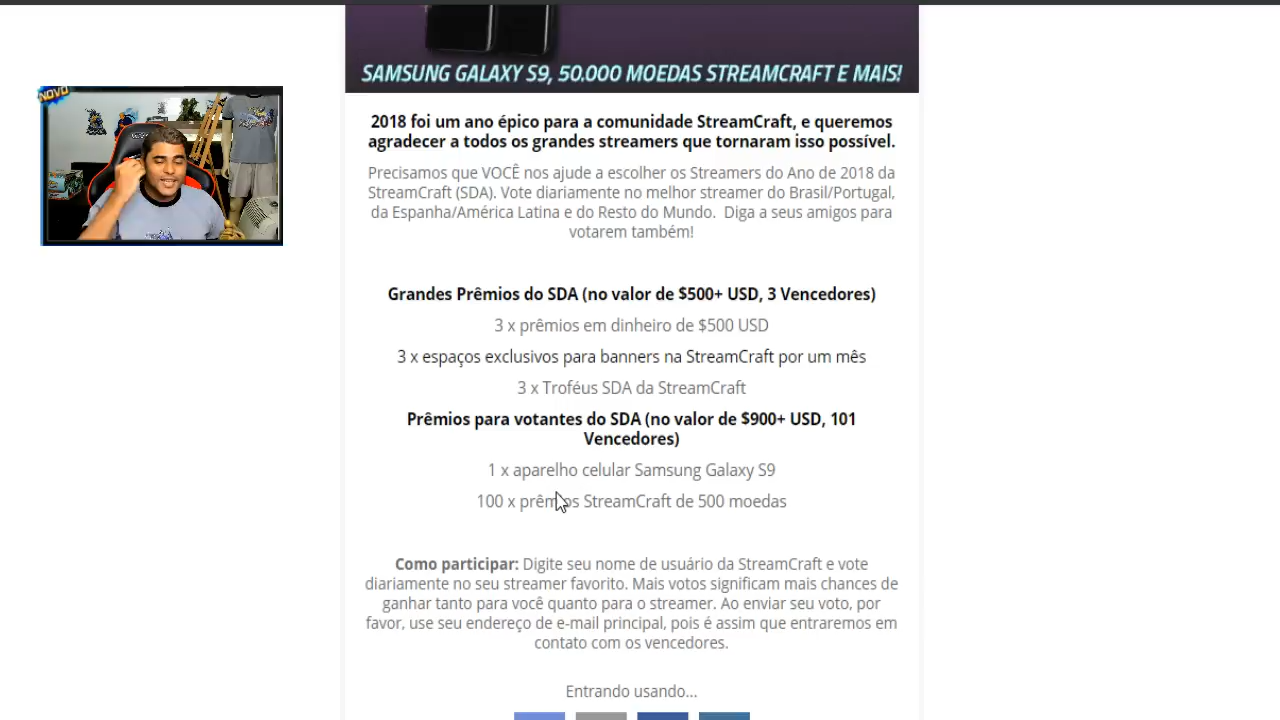 SAMSUNG GALAXY S9, 50.000 MOEDAS STREAMCRAFT E MAIS!
NOVO
2018 foi um ano épico para a comunidade StreamCraft, e queremos
agradecer a todos os grandes streamers que tornaram isso possível.
Precisamos que VOCÊ nos ajude a escolher os Streamers do Ano de 2018 da
StreamCraft (SDA). Vote diariamente no melhor streamer do Brasil/Portugal,
da Espanha/América Latina e do Resto do Mundo. Diga a seus amigos para
votarem também!
Grandes Prêmios do SDA (no valor de $500+ USD, 3 Vencedores)
3 x prêmios em dinheiro de $500 USD
3 x espaços exclusivos para banners na StreamCraft por um mês
3 x Troféus SDA da StreamCraft
Prêmios para votantes do SDA (no valor de $900+ USD, 101
Vencedores)
1 x aparelho celular Samsung Galaxy S9
100 x prêmios StreamCraft de 500 moedas
Como participar: Digite seu nome de usuário da StreamCraft e vote
diariamente no seu streamer favorito. Mais votos significam mais chances de
ganhar tanto para você quanto para o streamer. Ao enviar seu voto, por
favor, use seu endereço de e-mail principal, pois é assim que entraremos em
contato com os vencedores.
Entrando usando...